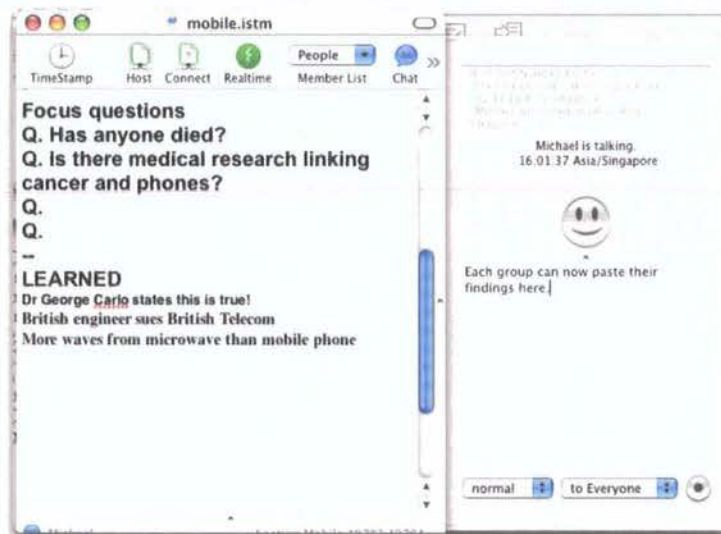 mobile.istm
TimeStamp
Host
Connect
Realtime
People
Member List
Chat
Focus questions
Q. Has anyone died?
Q. Is there medical research linking
cancer and phones?
Q.
Q.
--
LEARNED
Dr George Carlo states this is true!
British engineer sues British Telecom
More waves from microwave than mobile phone
Michael is talking.
16.01.37 Asia/Singapore
Each group can now paste their
findings here.
normal
to Everyone